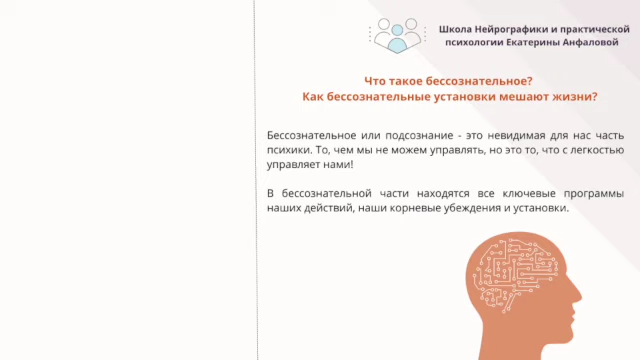 Школа Нейрографики и практической
психологии Екатерины Анфаловой
Что такое бессознательное?
Как бессознательные установки мешают жизни?
Бессознательное или подсознание - это невидимая для нас часть
психики. То, чем мы не можем управлять, но это то, что с легкостью
управляет нами!
В бессознательной части находятся все ключевые программы
наших действий, наши корневые убеждения и установки.